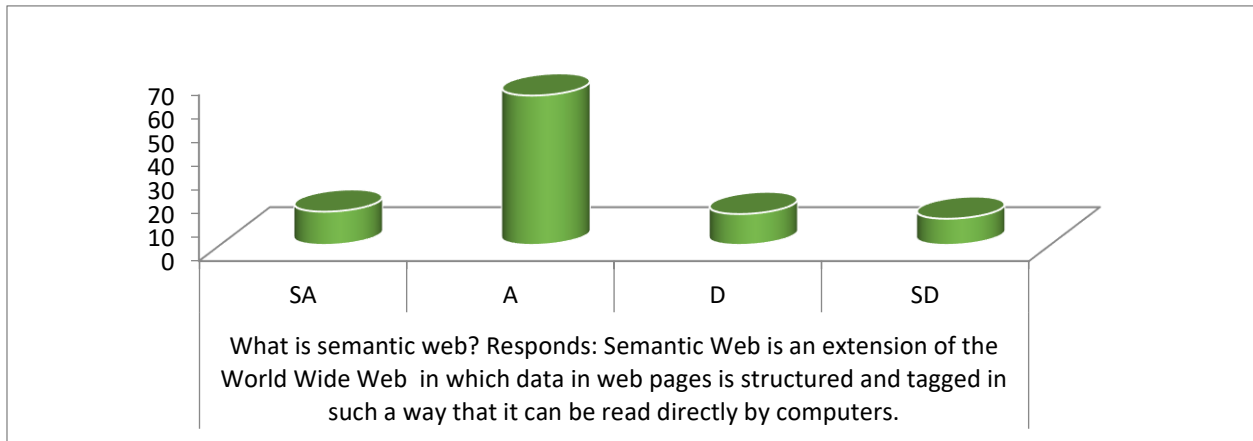 70
60
50
40
30
20
10
0
SA A D SD
What is semantic web? Responds: Semantic Web is an extension of the
World Wide Web in which data in web pages is structured and tagged in
such a way that it can be read directly by computers.